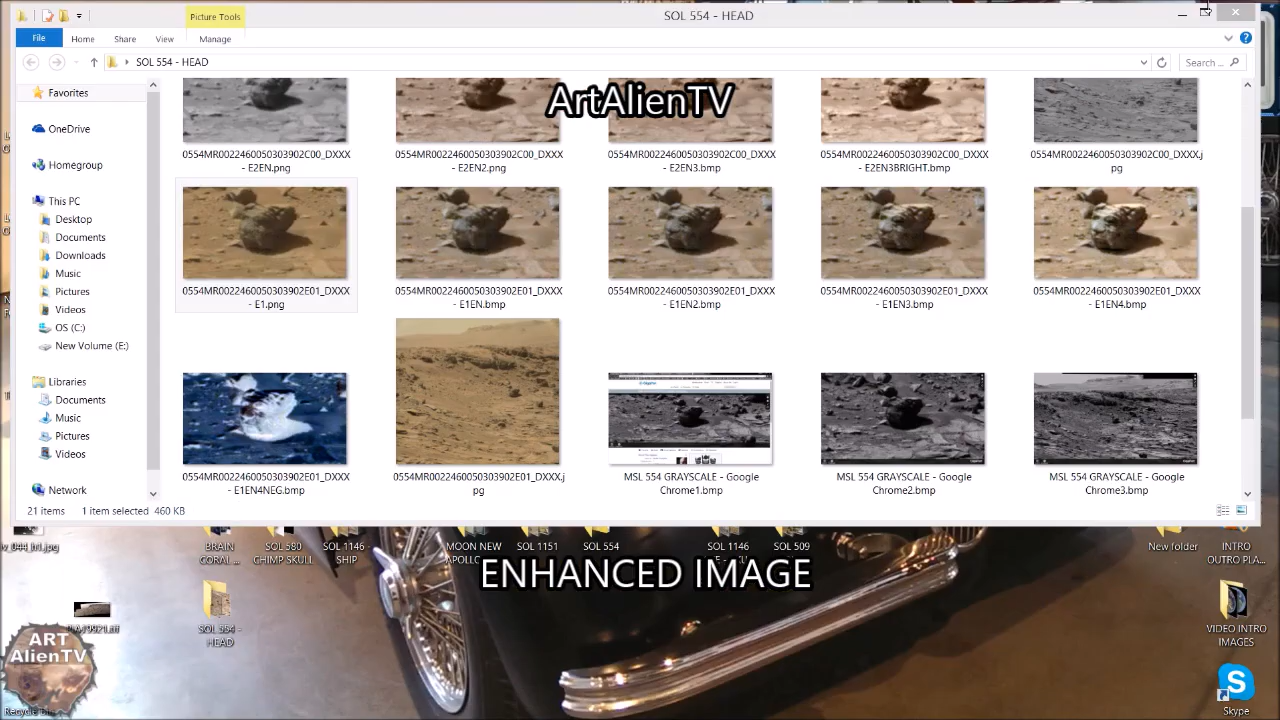 Picture Tools
SOL 554 - HEAD
File
Home
Share
View
Manage
SOL 554 - HEAD
Search ...
Favorites
OneDrive
Homegroup
This PC
Desktop
Documents
Downloads
Music
Pictures
Videos
OS (C:)
New Volume (E:)
Libraries
Documents
Music
Pictures
Videos
Network
ArtAlienTV
0554MR0022460050303902C00_DXXX
- E2EN.png
0554MR0022460050303902C00_DXXX
- E2EN2.png
0554MR0022460050303902C00_DXXX
- E2EN3.bmp
0554MR0022460050303902C00_DXXX
- E2EN3BRIGHT.bmp
0554MR0022460050303902C00_DXXX.j
pg
0554MR0022460050303902E01_DXXX
- E1.png
0554MR0022460050303902E01_DXXX
- E1EN.bmp
0554MR0022460050303902E01_DXXX
- E1EN2.bmp
0554MR0022460050303902E01_DXXX
- E1EN3.bmp
0554MR0022460050303902E01_DXXX
- E1EN4.bmp
0554MR0022460050303902E01_DXXX
- E1EN4NEG.bmp
0554MR0022460050303902E01_DXXX.j
pg
MSL 554 GRAYSCALE - Google
Chrome1.bmp
MSL 554 GRAYSCALE - Google
Chrome2.bmp
MSL 554 GRAYSCALE - Google
Chrome3.bmp
21 items
1 item selected 460 KB
BRAIN
CORAL ...
SOL 580
CHIMP SKULL
SOL 1146 -
SHIP
MOON NEW
APOLLO
SOL 1151
SOL 554
SOL 1146
SOL 509
New folder
INTRO
OUTRO PLA...
ENHANCED IMAGE
SOL 554 -
HEAD
VIDEO INTRO
IMAGES
ART
AlienTV
Skype